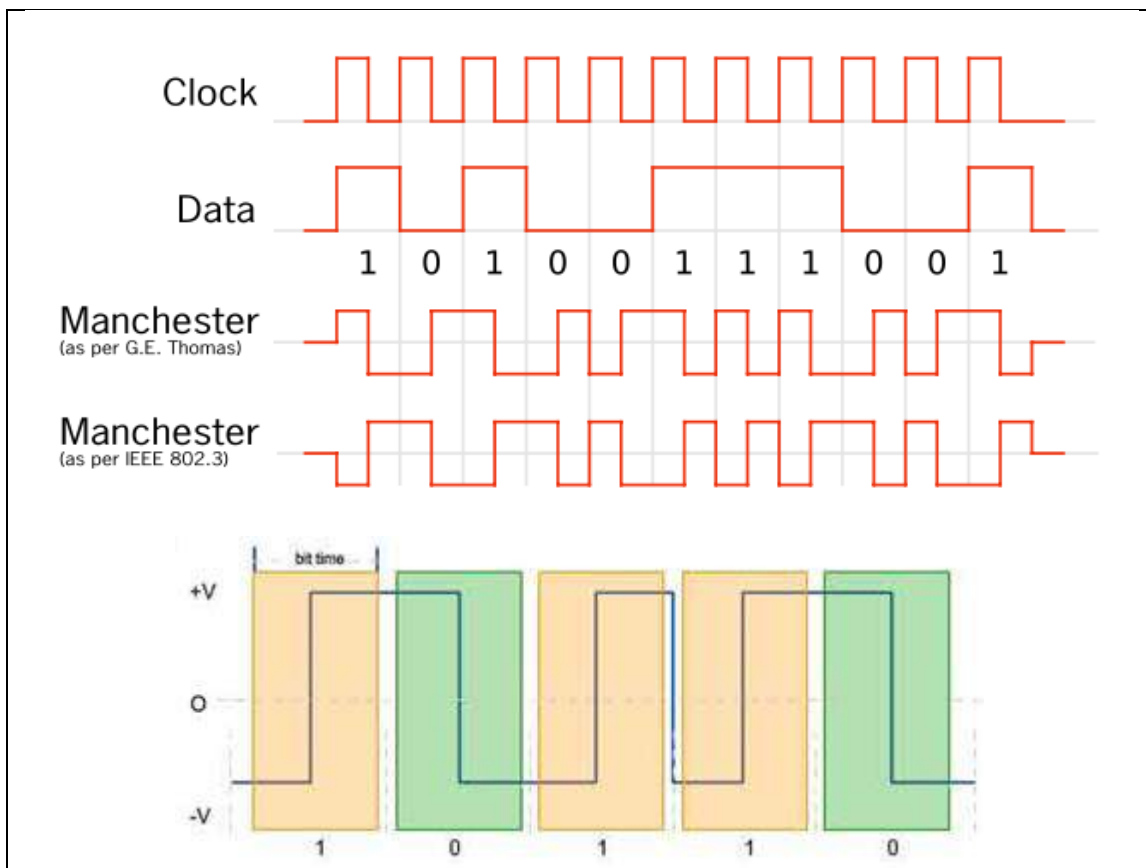 Clock
Data
1 0 1 0 0 1 1 1 0 0 1
Manchester
(as per G.E. Thomas)
Manchester
(as per IEEE 802.3)
bit time
+V
O
-V
1 0 1 1 0